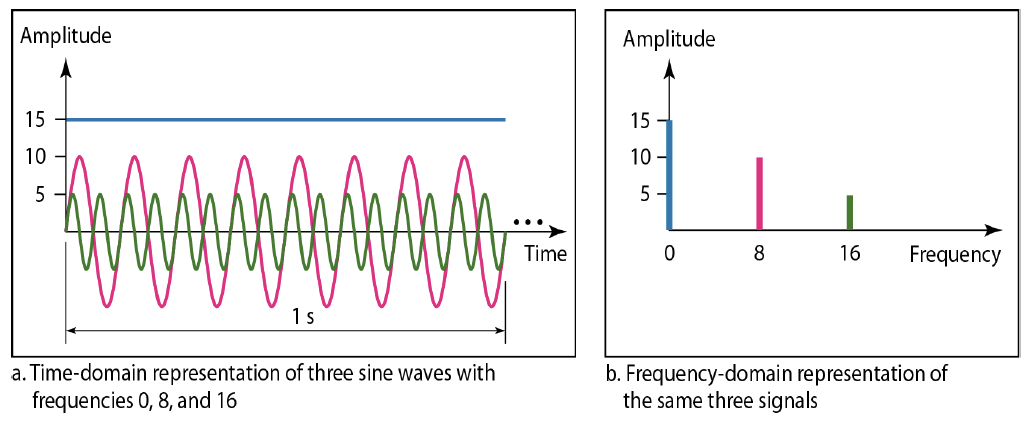 Amplitude
15
10
5
•••
Time
1 s
a. Time-domain representation of three sine waves with
frequencies 0, 8, and 16
Amplitude
15
10
5
0 8 16 Frequency
b. Frequency-domain representation of
the same three signals